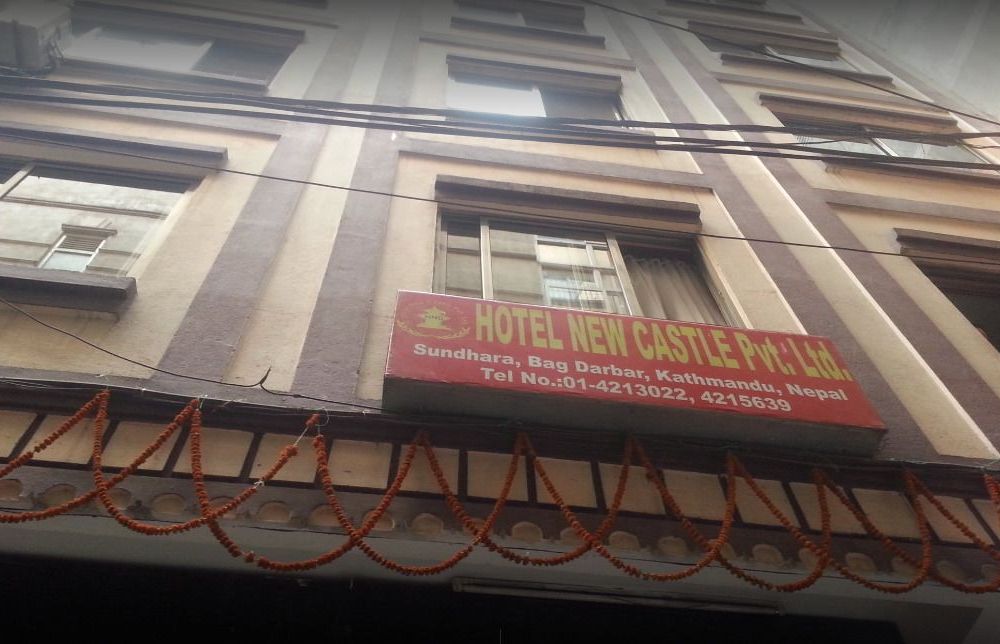 HOTEL NEW CASTLE Pvt. Ltd.
Sundhara, Bag Darbar, Kathmandu, Nepal
Tel No.:01-4213022, 4215639